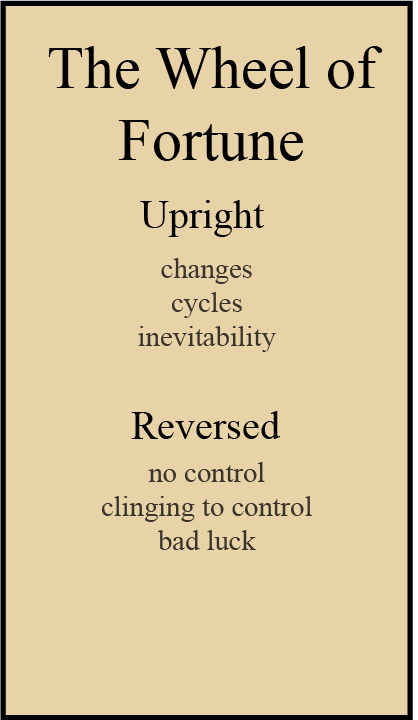 The Wheel of
Fortune
Upright
changes
cycles
inevitability
Reversed
no control
clinging to control
bad luck